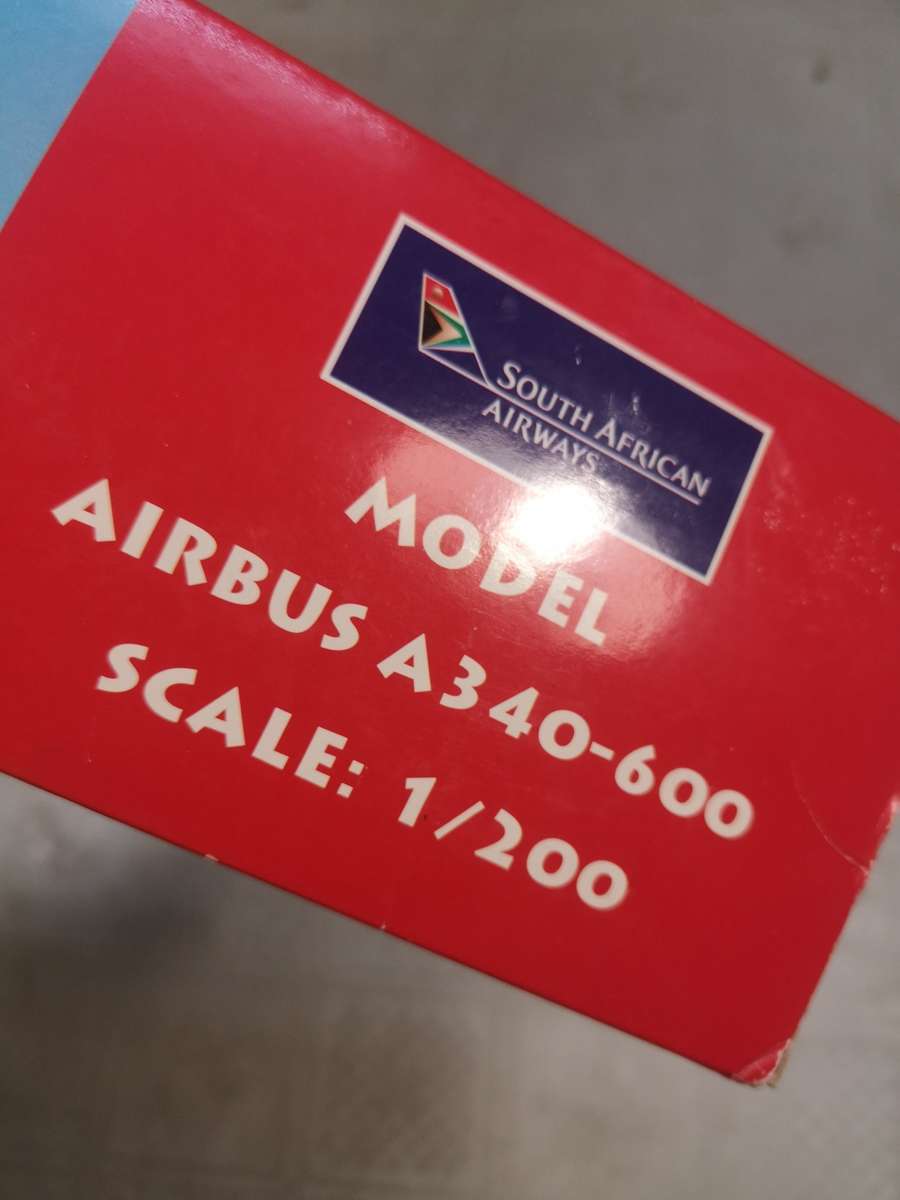 SOUTH AFRICAN
AIRWAYS
MODEL
AIRBUS A340-600
SCALE: 1/200